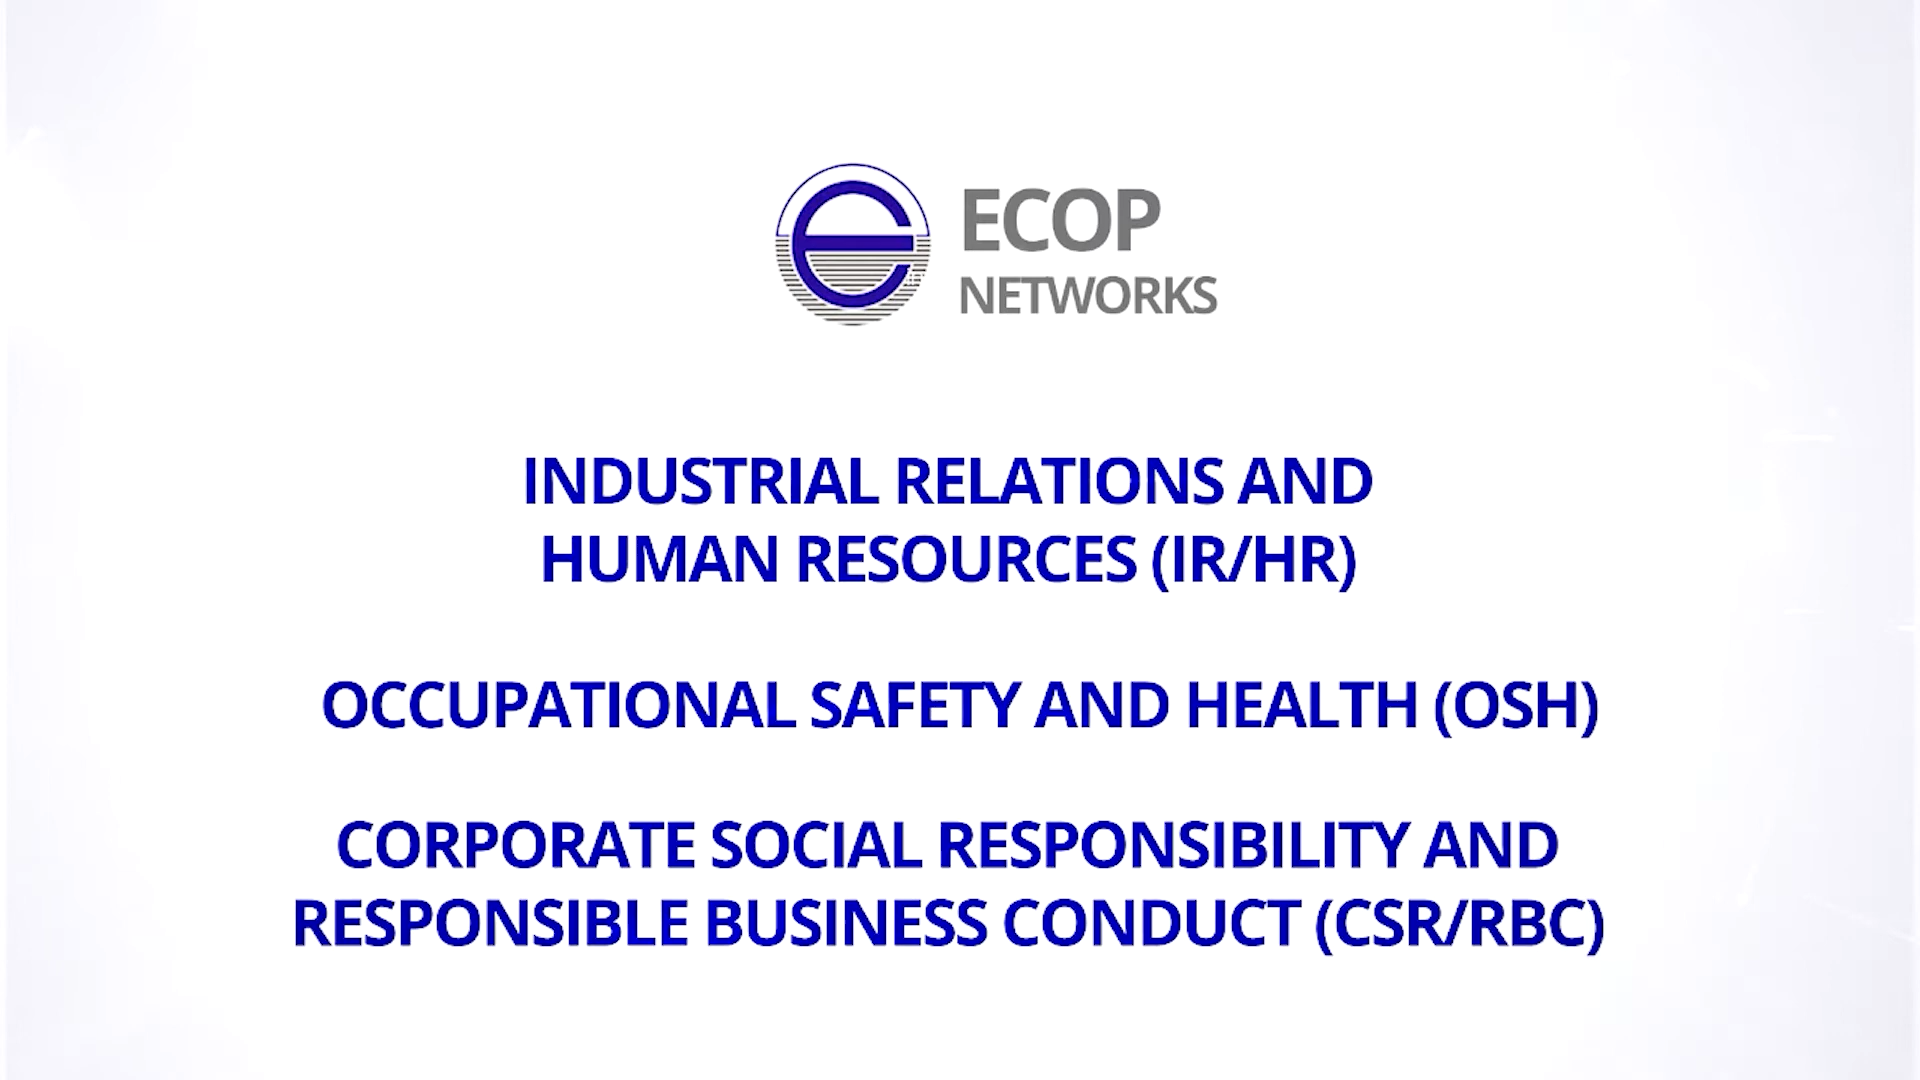 ECOP
NETWORKS
INDUSTRIAL RELATIONS AND
HUMAN RESOURCES (IR/HR)
OCCUPATIONAL SAFETY AND HEALTH (OSH)
CORPORATE SOCIAL RESPONSIBILITY AND
RESPONSIBLE BUSINESS CONDUCT (CSR/RBC)